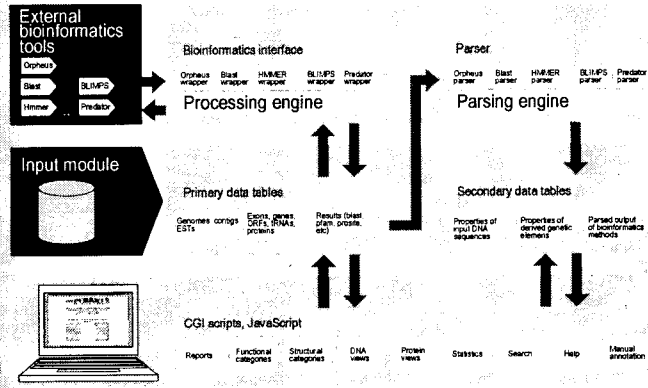 External
bioinformatics
tools
Orpheus
Blast
BLIMPS
Hmmer
Predator
Bioinformatics interface
Orpheus wrapper
Blast wrapper
HMMER wrapper
BLIMPS wrapper
Predator wrapper
Processing engine
Parser
Orpheus parser
Blast parser
HMMER parser
BLIMPS parser
Predator parser
Parsing engine
Input module
Primary data tables
Genomes contigs
ESTs
Exons, genes,
ORFs, tRNAs,
proteins
Results (blast
pfam, prosite,
etc)
Secondary data tables
Properties of
input DNA
sequences
Properties of
derived genetic
elemens
Parsed output
of bioinformatics
methods
CGI scripts, JavaScript
Reports
Functional
categories
Structural
categories
DNA
views
Protein
views
Statistics
Search
Help
Manual
annotation